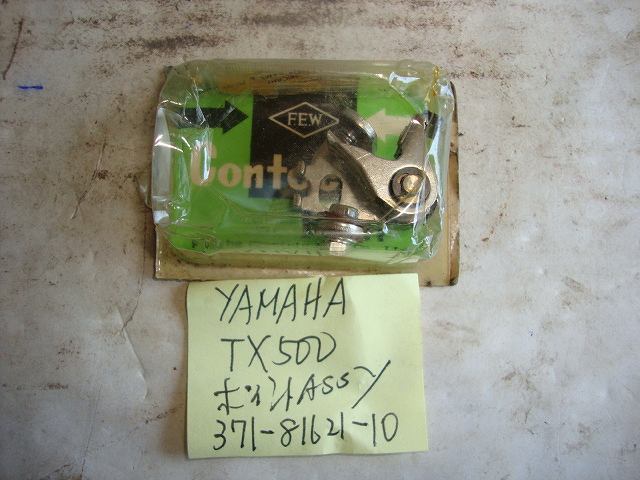 FEW
Contac
YAMAHA
TX500
ポイントASSY
371-81621-10